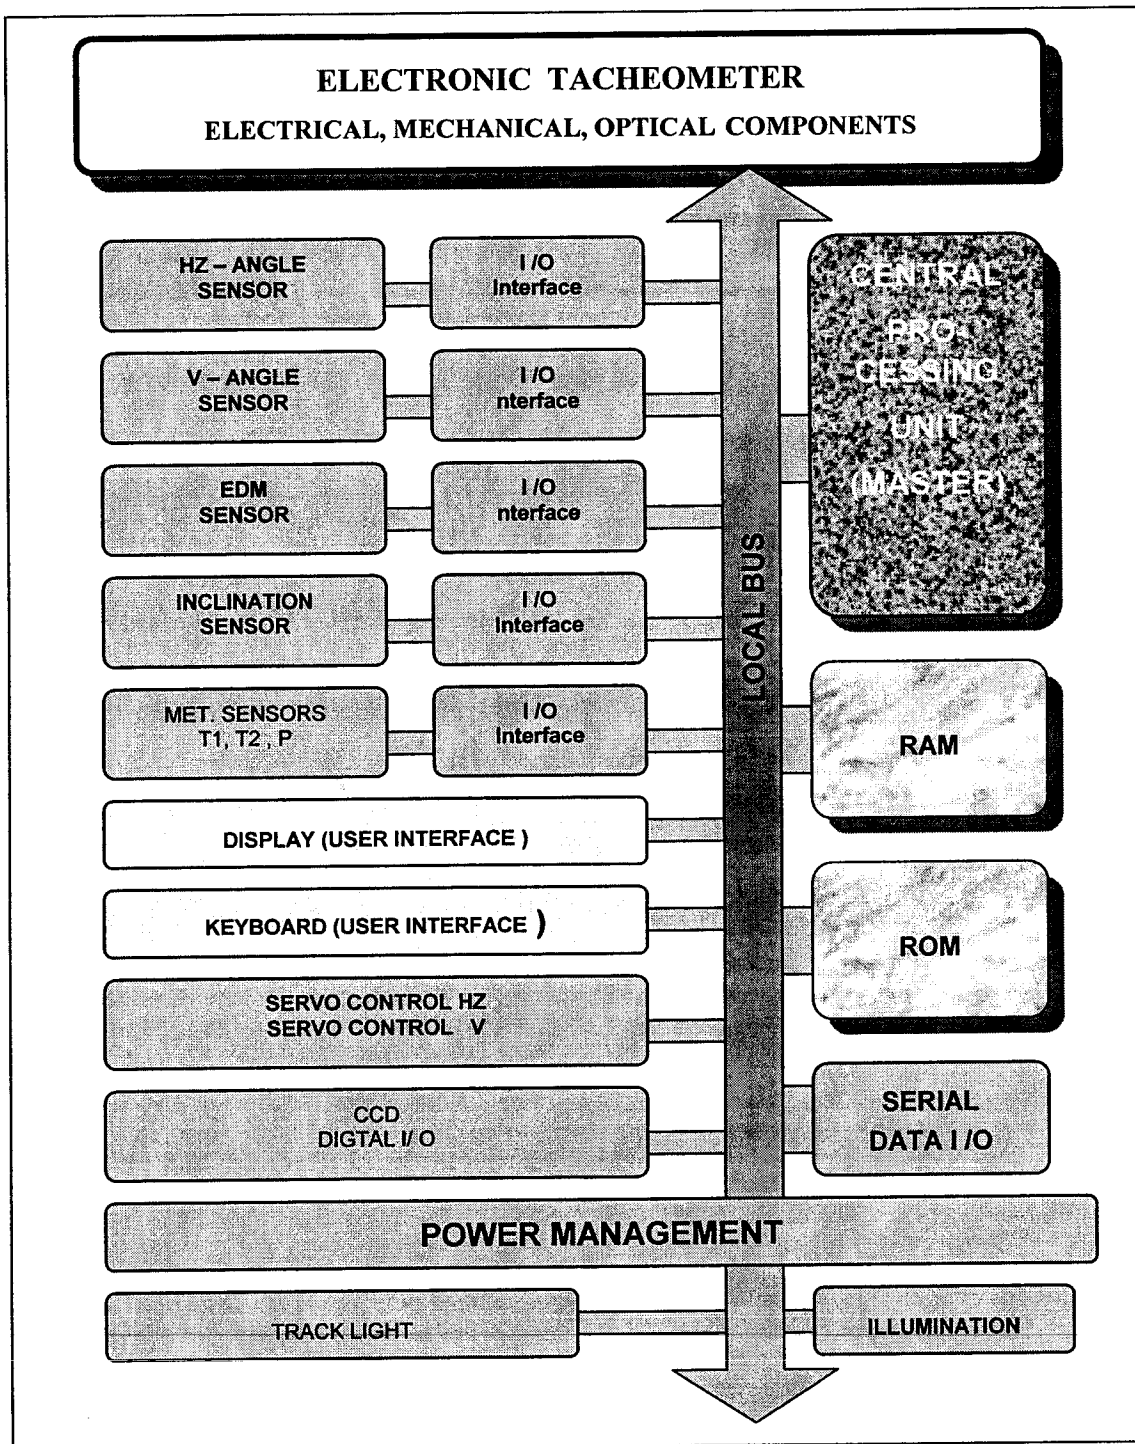 ELECTRONIC TACHEOMETER
ELECTRICAL, MECHANICAL, OPTICAL COMPONENTS
HZ – ANGLE
SENSOR
I /O
Interface
V – ANGLE
SENSOR
I /O
nterface
EDM
SENSOR
I /O
nterface
INCLINATION
SENSOR
I /O
Interface
MET. SENSORS
T1, T2 , P
I /O
Interface
DISPLAY (USER INTERFACE )
KEYBOARD (USER INTERFACE )
SERVO CONTROL HZ
SERVO CONTROL V
CCD
DIGTAL I/ O
LOCAL BUS
CENTRAL
PRO-
CESSING
UNIT
(MASTER)
RAM
ROM
SERIAL
DATA I /O
POWER MANAGEMENT
TRACK LIGHT
ILLUMINATION